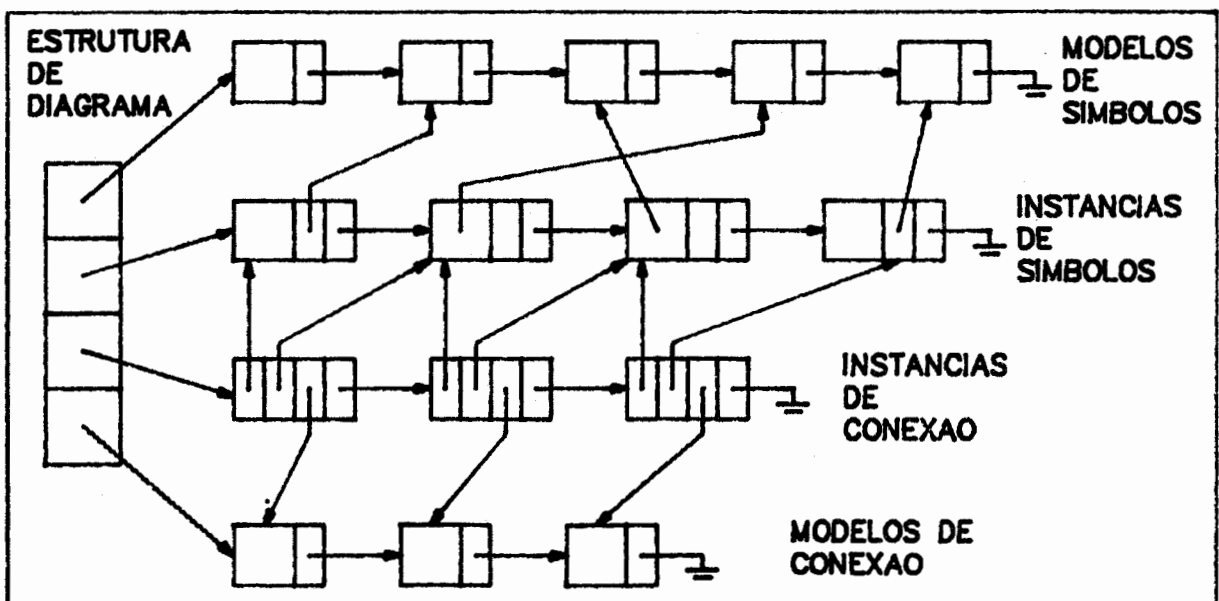 ESTRUTURA
DE
DIAGRAMA
MODELOS
DE
SIMBOLOS
INSTANCIAS
DE
SIMBOLOS
INSTANCIAS
DE
CONEXAO
MODELOS DE
CONEXAO